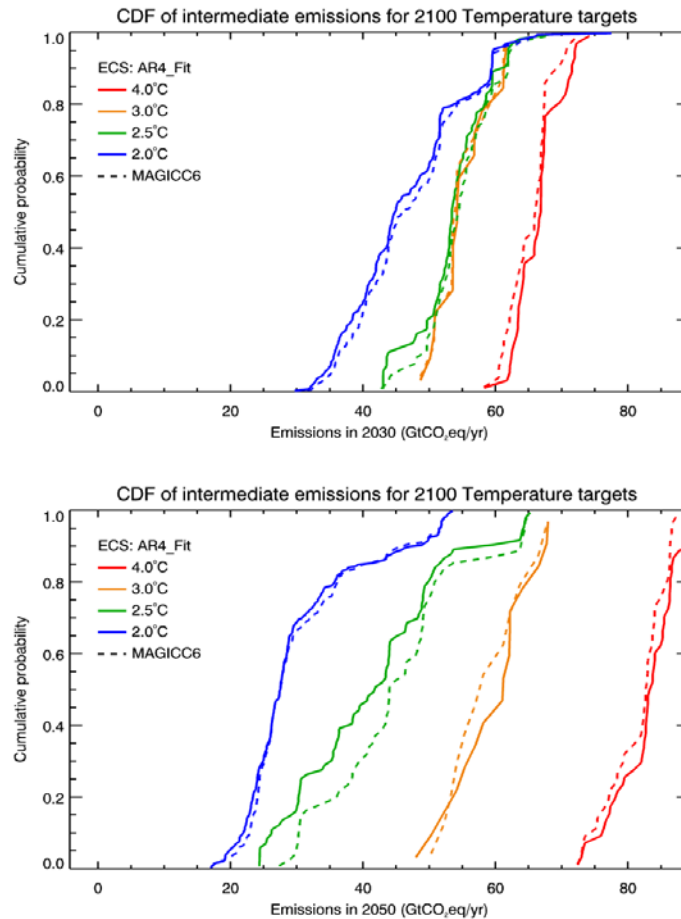 CDF of intermediate emissions for 2100 Temperature targets
1.0
ECS: AR4_Fit
4.0°C
0.8
3.0°C
2.5°C
2.0°C
0.6
MAGICC6
Cumulative probability
0.4
0.2
0.0
0 20 40 60 80
Emissions in 2030 (GtCO₂eq/yr)
CDF of intermediate emissions for 2100 Temperature targets
1.0
ECS: AR4_Fit
4.0°C
0.8
3.0°C
2.5°C
2.0°C
0.6
MAGICC6
Cumulative probability
0.4
0.2
0.0
0 20 40 60 80
Emissions in 2050 (GtCO₂eq/yr)